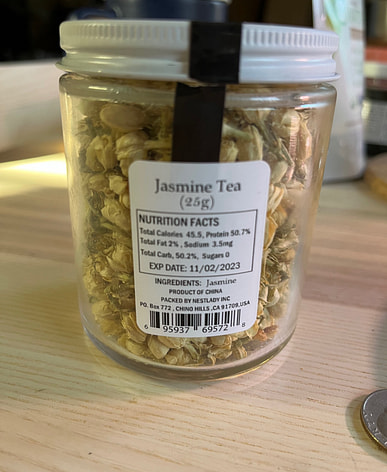 Jasmine Tea
(25g)
NUTRITION FACTS
Total Calories 45.5, Protein 50.7%
Total Fat 2% , Sodium 3.5mg
Total Carb, 50.2%, Sugars 0
EXP DATE: 11/02/2023
INGREDIENTS: Jasmine
PRODUCT OF CHINA
PACKED BY NESTLADY INC
PO. Box 772 , CHINO HILLS ,CA 91709,USA
6 95937 69572 8